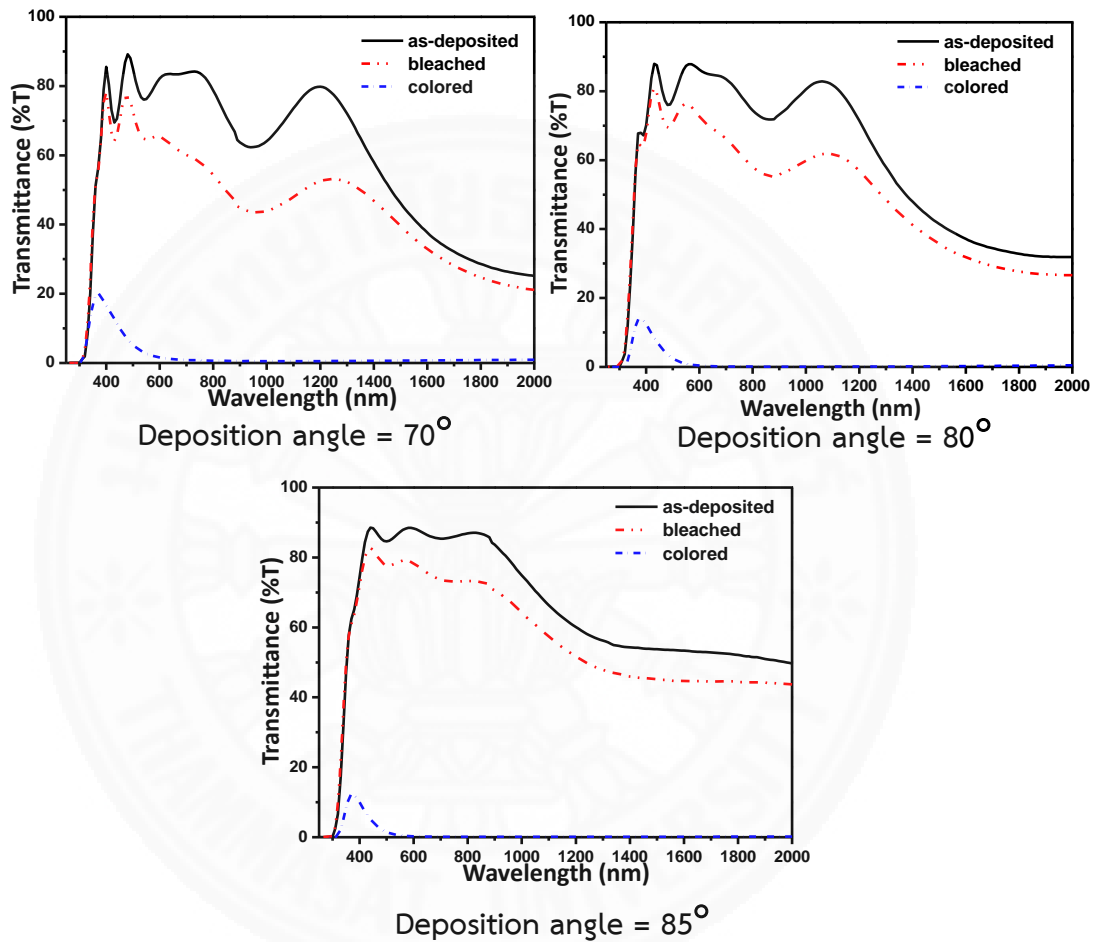 100
80
60
40
20
0
Transmittance (%T)
as-deposited
bleached
colored
400 600 800 1000 1200 1400 1600 1800 2000
Wavelength (nm)
Deposition angle = 70°
100
80
60
40
20
0
Transmittance (%T)
as-deposited
bleached
colored
400 600 800 1000 1200 1400 1600 1800 2000
Wavelength (nm)
Deposition angle = 80°
100
80
60
40
20
0
Transmittance (%T)
as-deposited
bleached
colored
400 600 800 1000 1200 1400 1600 1800 2000
Wavelength (nm)
Deposition angle = 85°